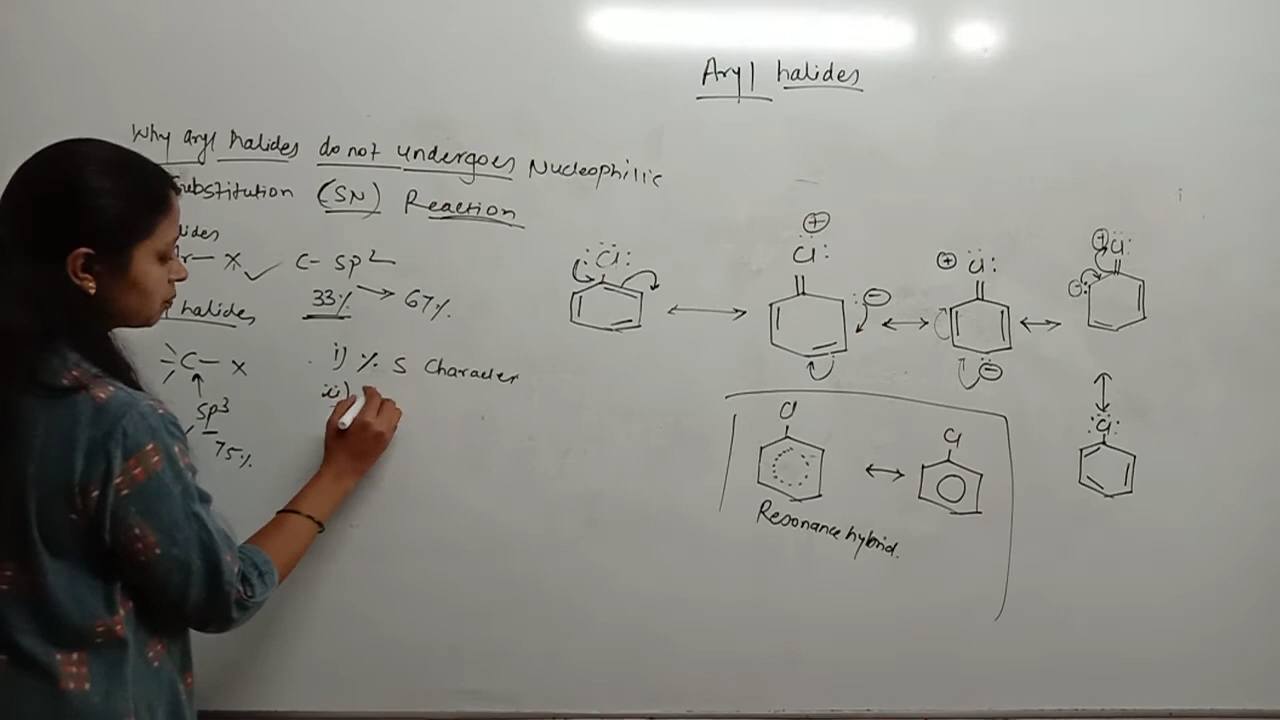 Aryl halides
Why aryl halides do not undergoes Nucleophilic
Substitution (SN) Reaction
X C- sp2
33% → 67%
halides
C - X
sp3
75%
i) % S Character
ii)
:Cl:
⊕
Cl:
⊖
⊕ Cl:
⊖
⊕ Cl:
⊖:
:Cl:
Cl
Cl
Resonance hybrid.